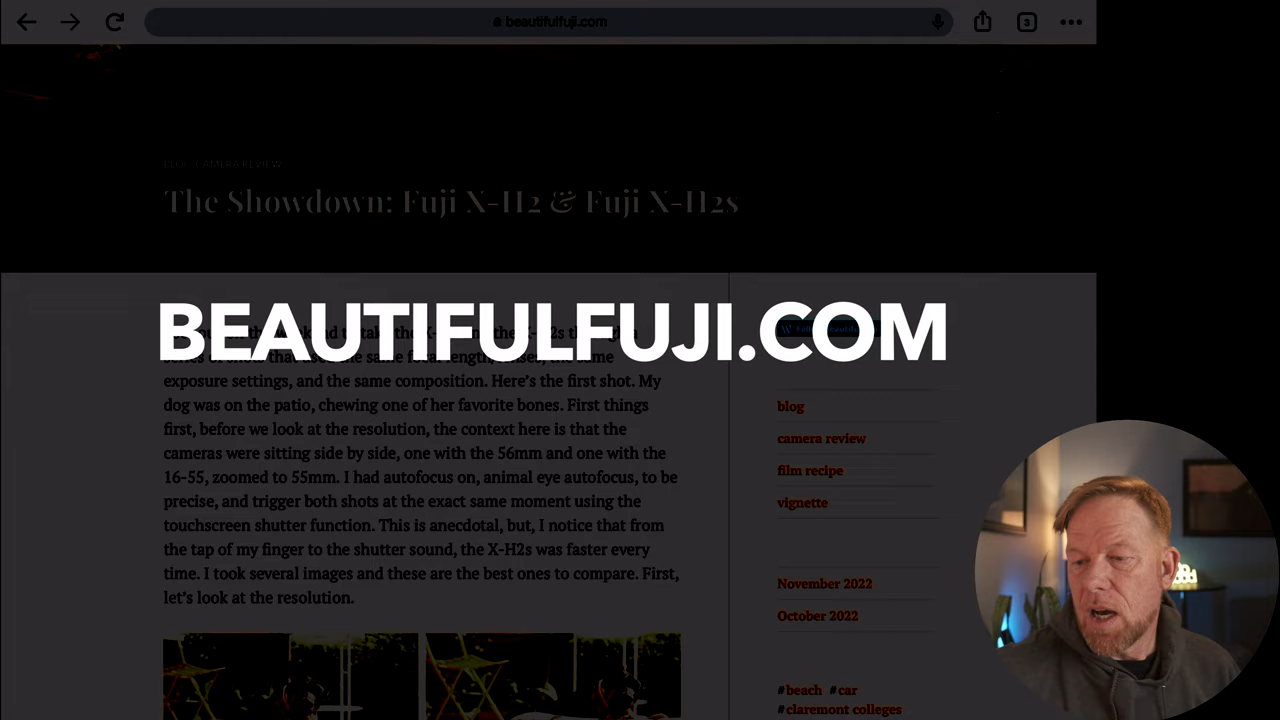 beautifulfuji.com
3
BLOG, CAMERA REVIEW
The Showdown: Fuji X-H2 & Fuji X-H2s
BEAUTIFULFUJI.COM
exposure settings, and the same composition. Here's the first shot. My
dog was on the patio, chewing one of her favorite bones. First things
first, before we look at the resolution, the context here is that the
cameras were sitting side by side, one with the 56mm and one with the
16-55, zoomed to 55mm. I had autofocus on, animal eye autofocus, to be
precise, and trigger both shots at the exact same moment using the
touchscreen shutter function. This is anecdotal, but, I notice that from
the tap of my finger to the shutter sound, the X-H2s was faster every
time. I took several images and these are the best ones to compare. First,
let's look at the resolution.
blog
camera review
film recipe
vignette
November 2022
October 2022
#beach #car
#claremont colleges